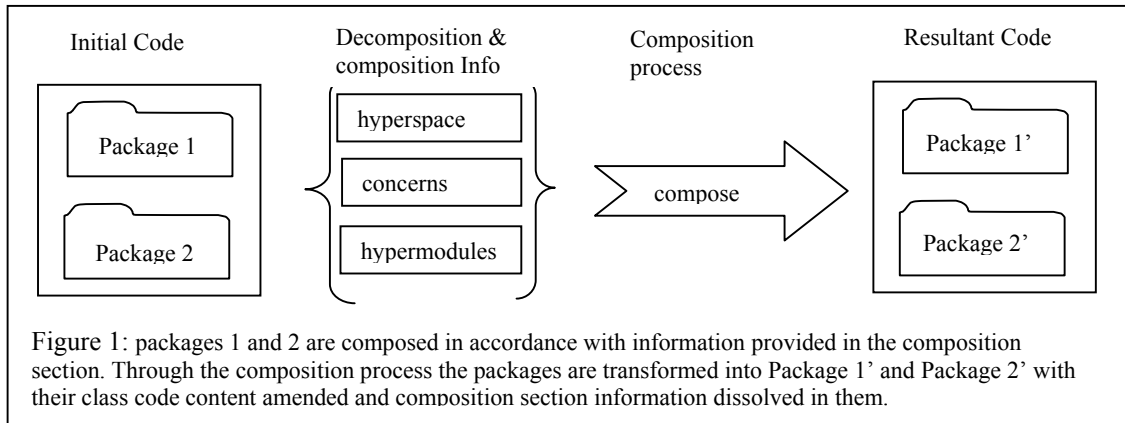 Initial Code
Decomposition &
composition Info
Composition
process
Resultant Code
Package 1
Package 2
hyperspace
concerns
hypermodules
compose
Package 1’
Package 2’
Figure 1: packages 1 and 2 are composed in accordance with information provided in the composition
section. Through the composition process the packages are transformed into Package 1’ and Package 2’ with
their class code content amended and composition section information dissolved in them.